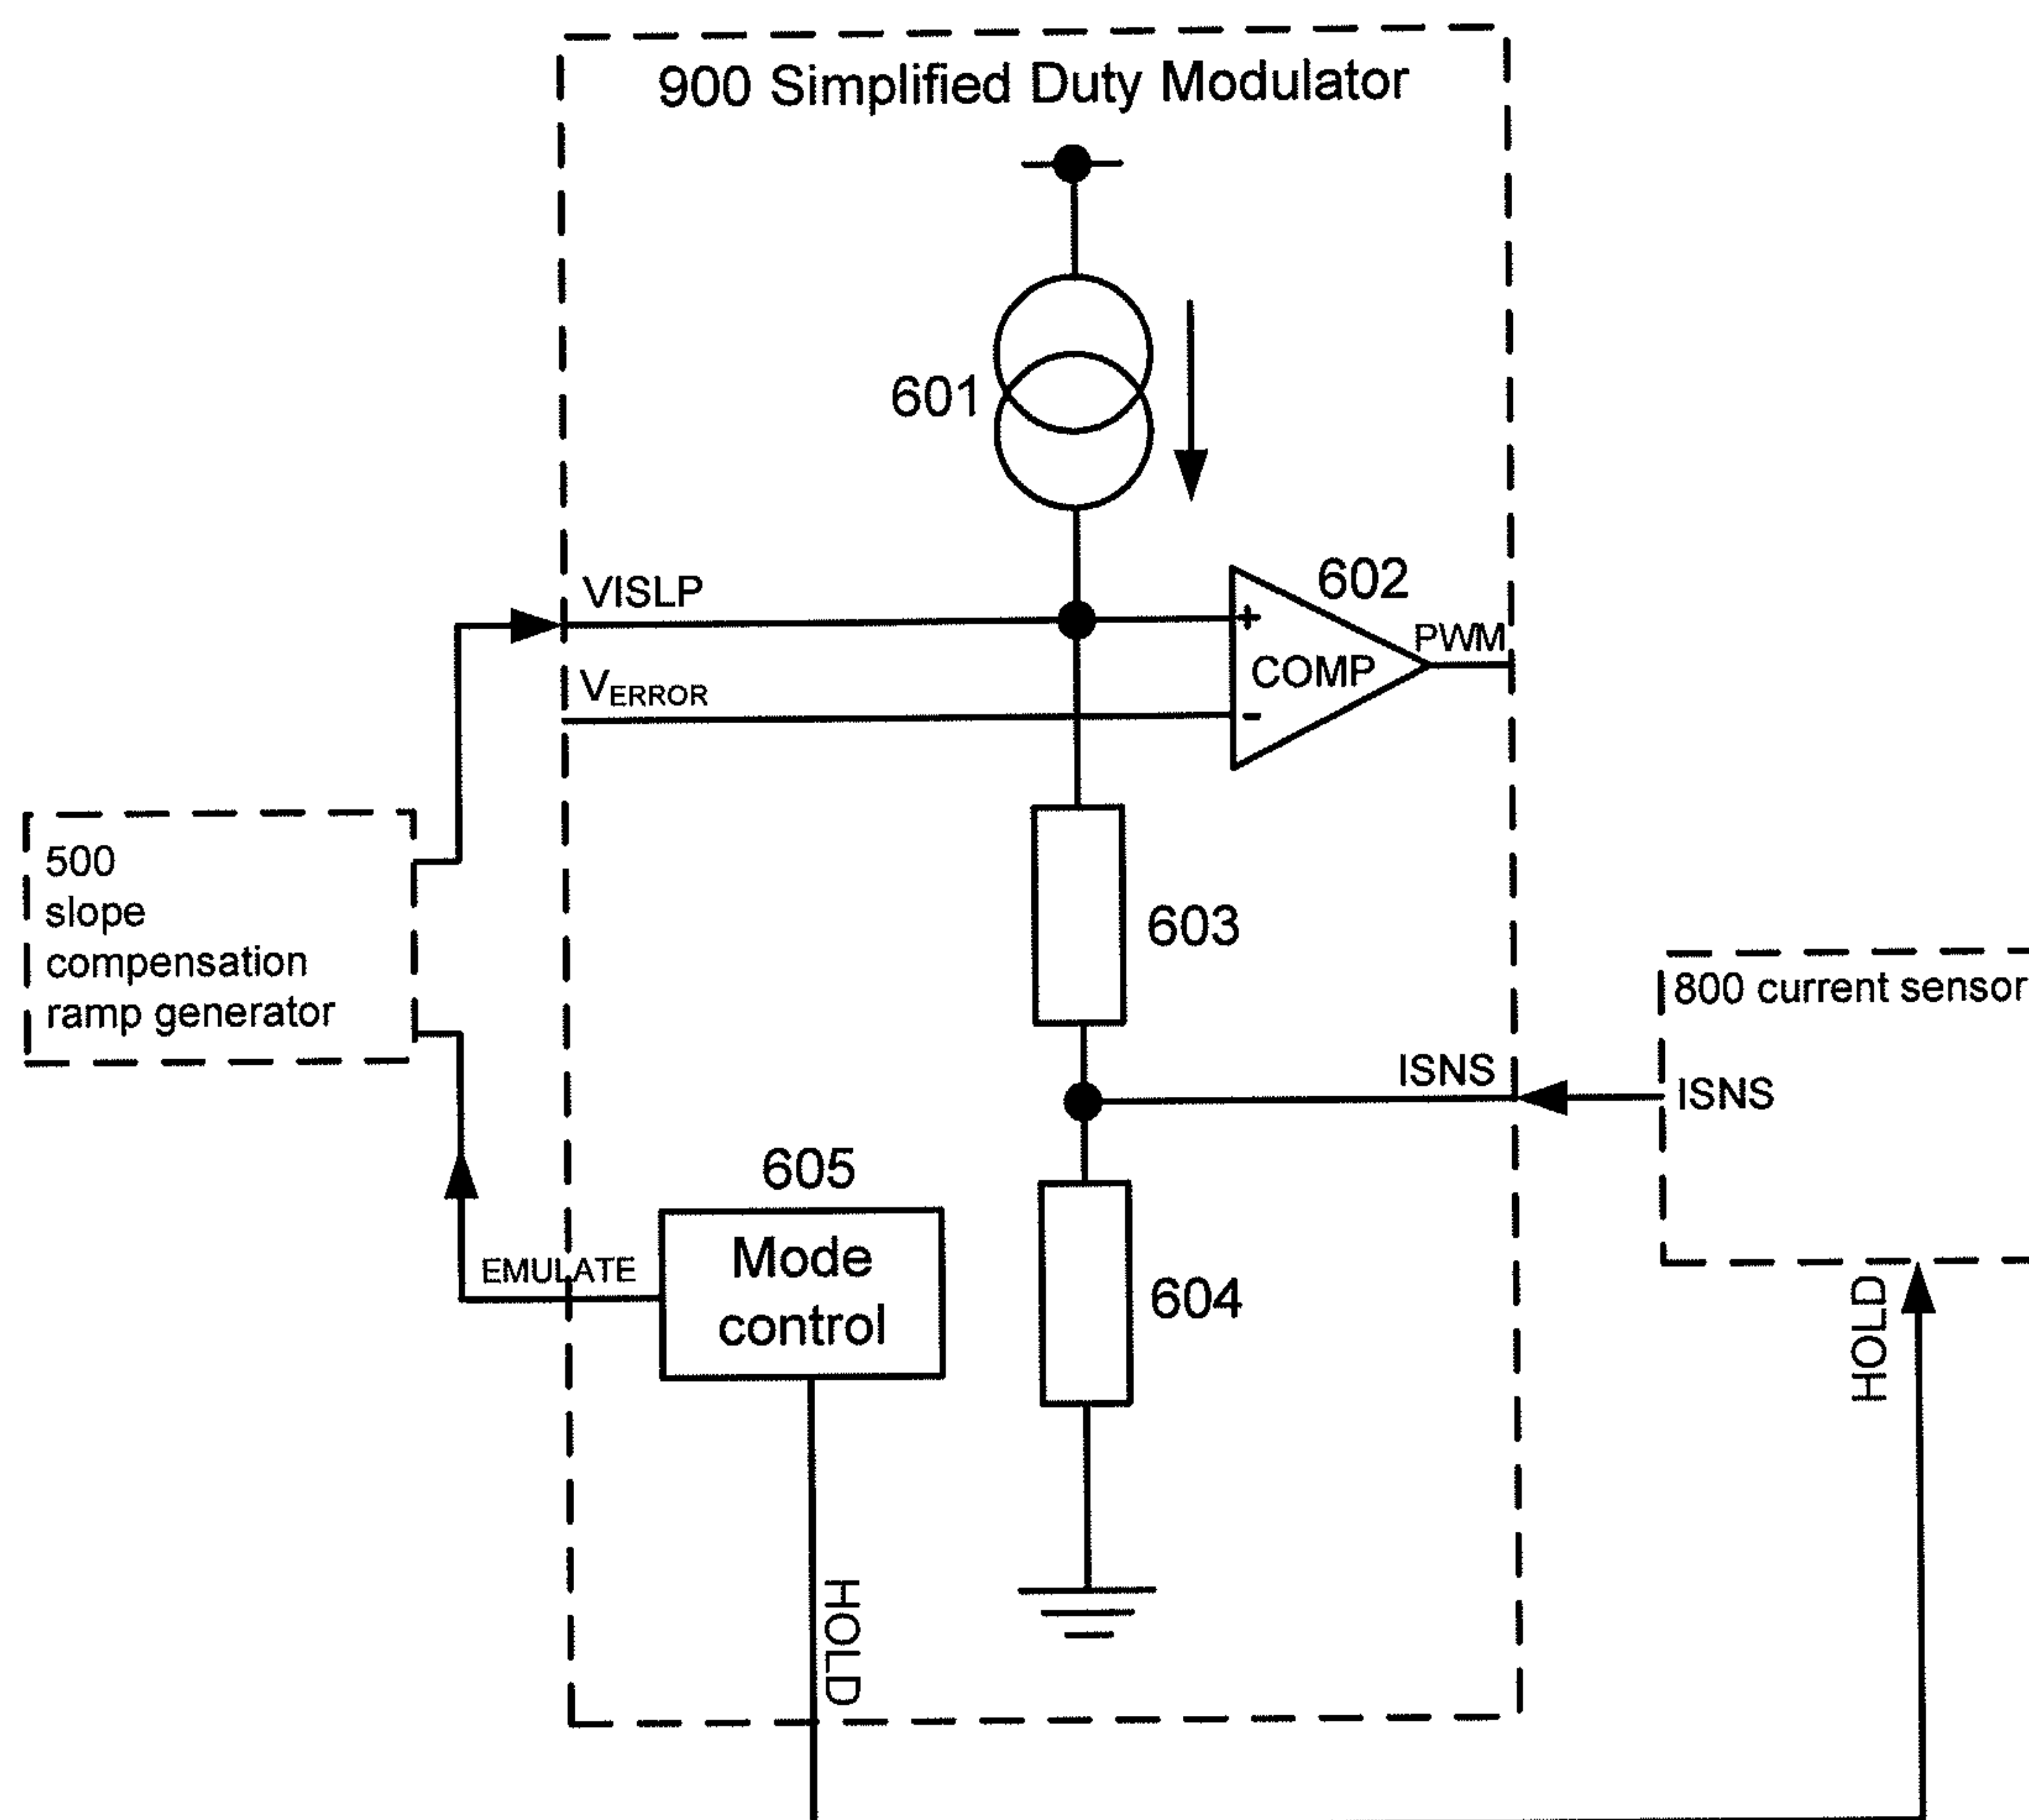 900 Simplified Duty Modulator
601
VISLP
602
+
COMP
PWM
VERROR
-
500
slope
compensation
ramp generator
603
800 current sensor
ISNS
ISNS
605
Mode
control
EMULATE
604
HOLD
HOLD